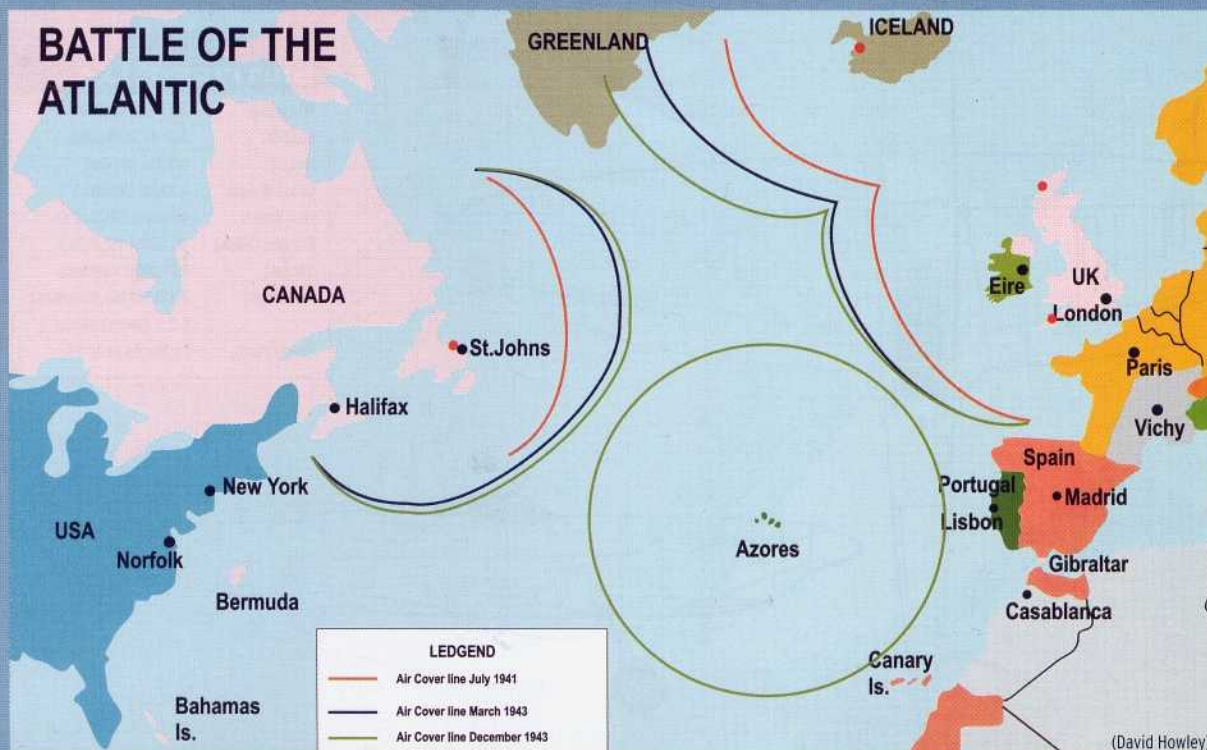 BATTLE OF THE
ATLANTIC
GREENLAND
ICELAND
CANADA
St.Johns
Halifax
New York
USA
Norfolk
Bermuda
Bahamas
Is.
Eire
UK
London
Paris
Vichy
Spain
Portugal
Madrid
Lisbon
Azores
Gibraltar
Casablanca
Canary
Is.
LEDGEND
Air Cover line July 1941
Air Cover line March 1943
Air Cover line December 1943
(David Howley)